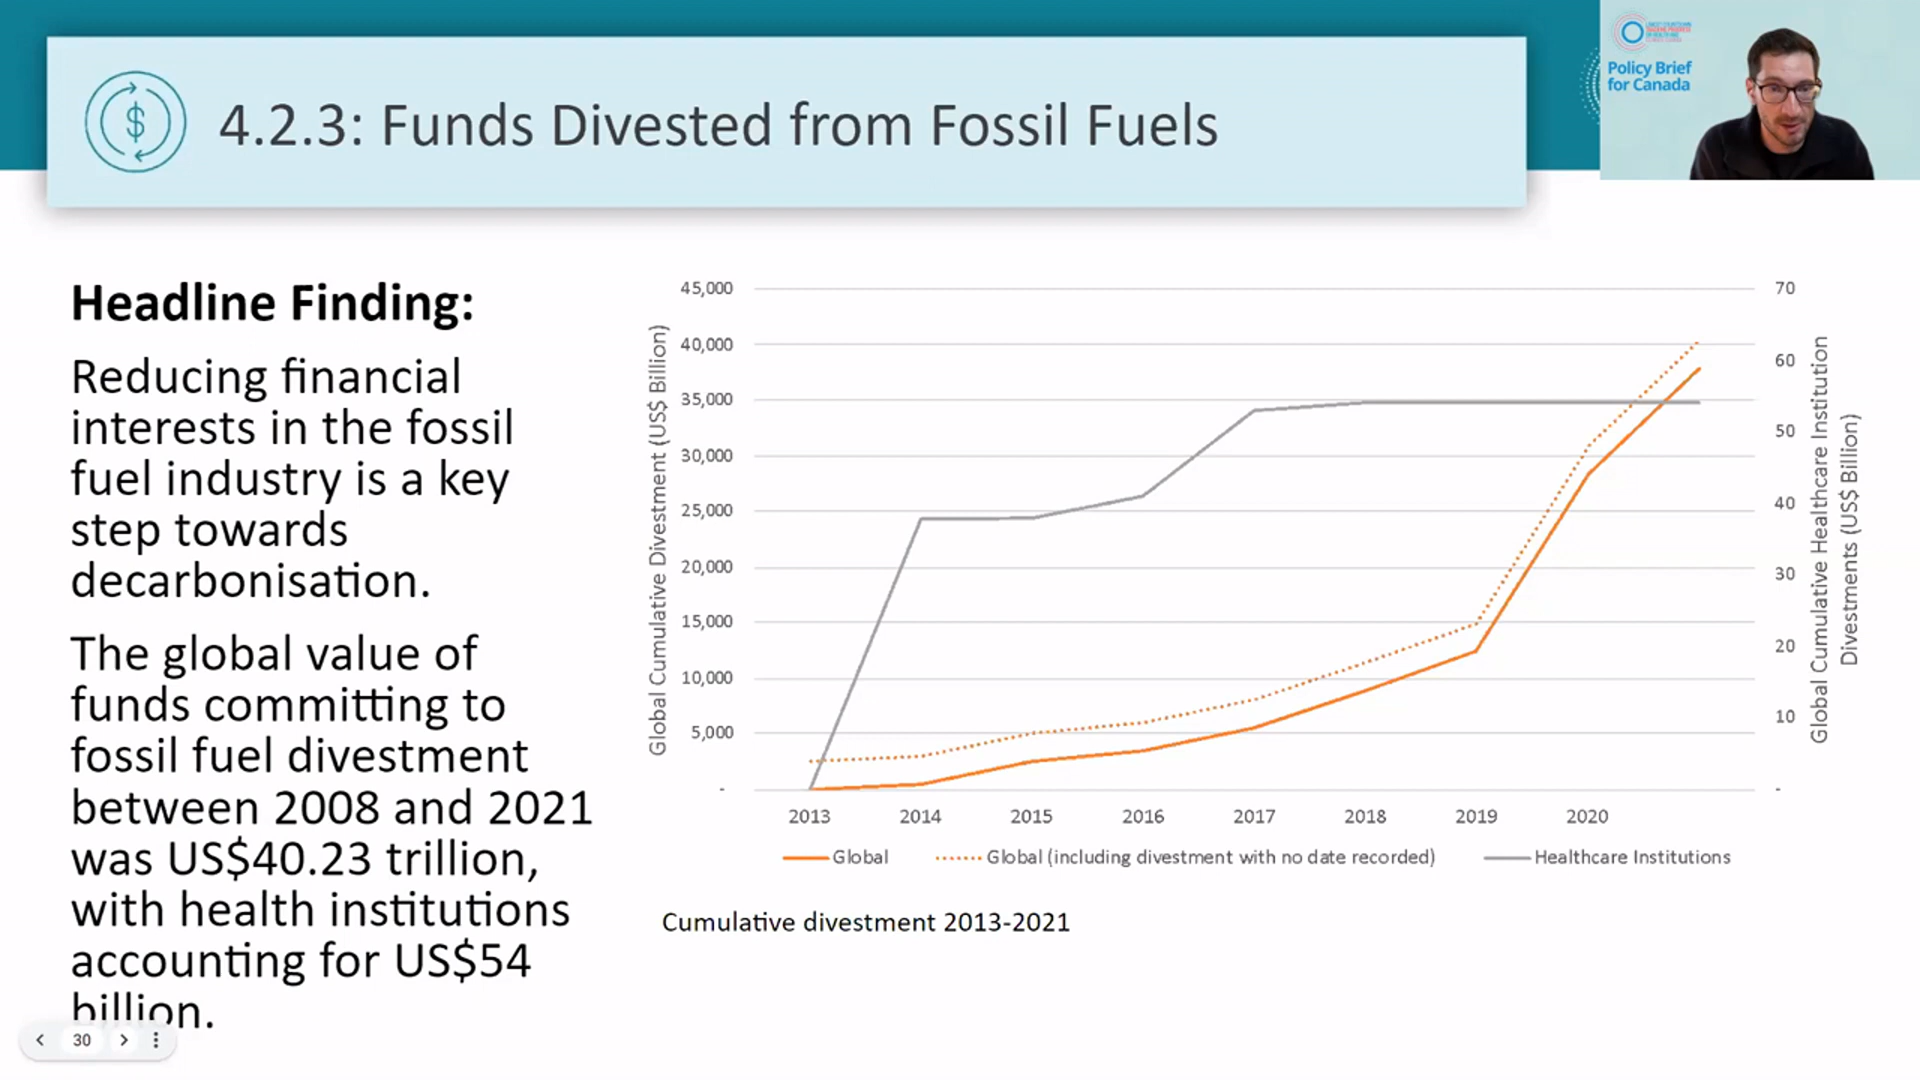 4.2.3: Funds Divested from Fossil Fuels
$
Policy Brief
for Canada
Headline Finding:
Reducing financial
interests in the fossil
fuel industry is a key
step towards
decarbonisation.
The global value of
funds committing to
fossil fuel divestment
between 2008 and 2021
was US$40.23 trillion,
with health institutions
accounting for US$54
billion.
Global Cumulative Divestment (US$ Billion)
45,000
40,000
35,000
30,000
25,000
20,000
15,000
10,000
5,000
-
70
60
50
40
30
20
10
-
Global Cumulative Healthcare Institution
Divestments (US$ Billion)
2013 2014 2015 2016 2017 2018 2019 2020
Global Global (including divestment with no date recorded) Healthcare Institutions
Cumulative divestment 2013-2021
30